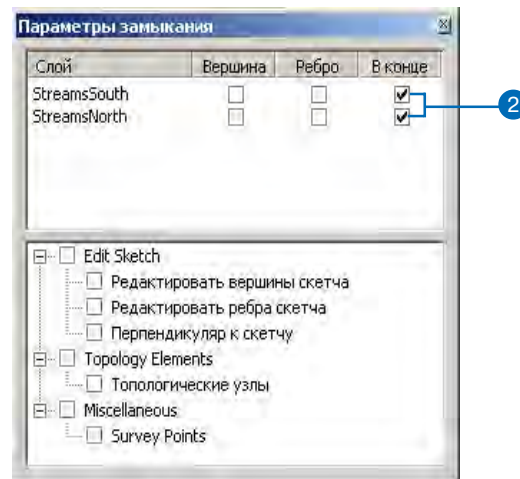 Параметры замыкания
Слой Вершина Ребро В конце
StreamsSouth
StreamsNorth
2
Edit Sketch
Редактировать вершины скетча
Редактировать ребра скетча
Перпендикуляр к скетчу
Topology Elements
Топологические узлы
Miscellaneous
Survey Points